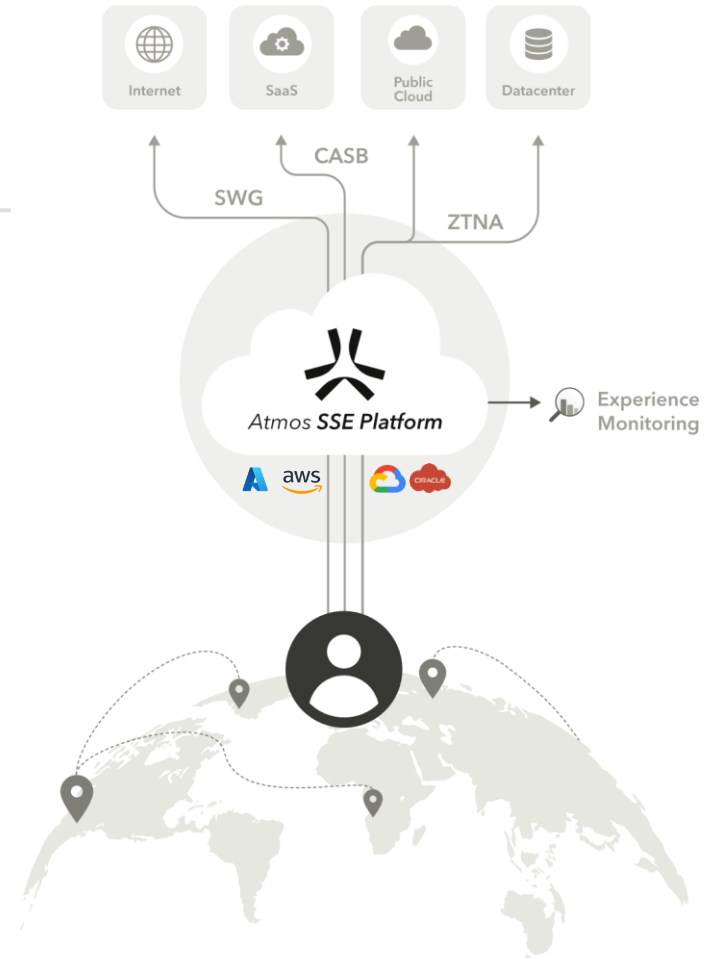 Internet
SaaS
Public
Cloud
Datacenter
CASB
SWG
ZTNA
Atmos SSE Platform
Experience
Monitoring
aws
ORACLE